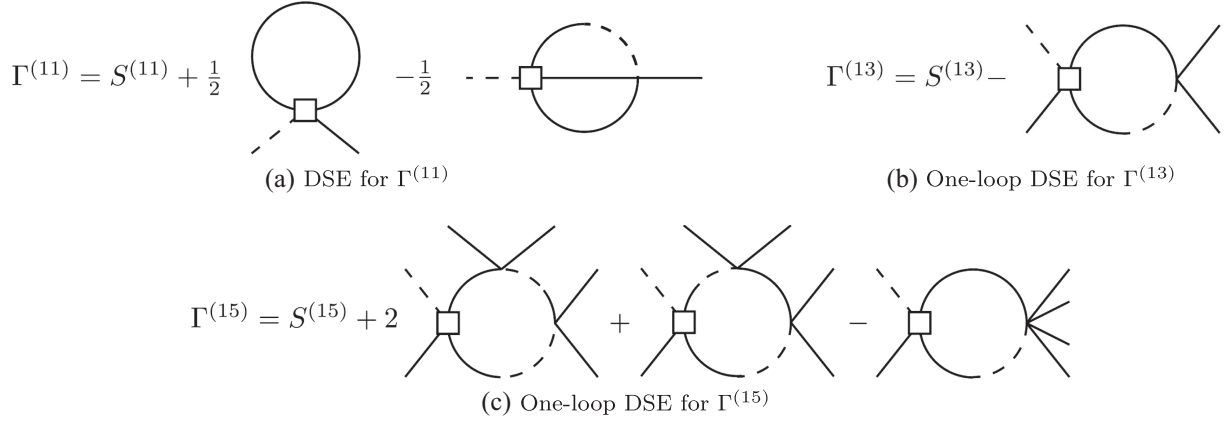 Γ^(11) = S^(11) + 1/2 − 1/2
Γ^(13) = S^(13) −
(a) DSE for Γ^(11)
(b) One-loop DSE for Γ^(13)
Γ^(15) = S^(15) + 2 + −
(c) One-loop DSE for Γ^(15)